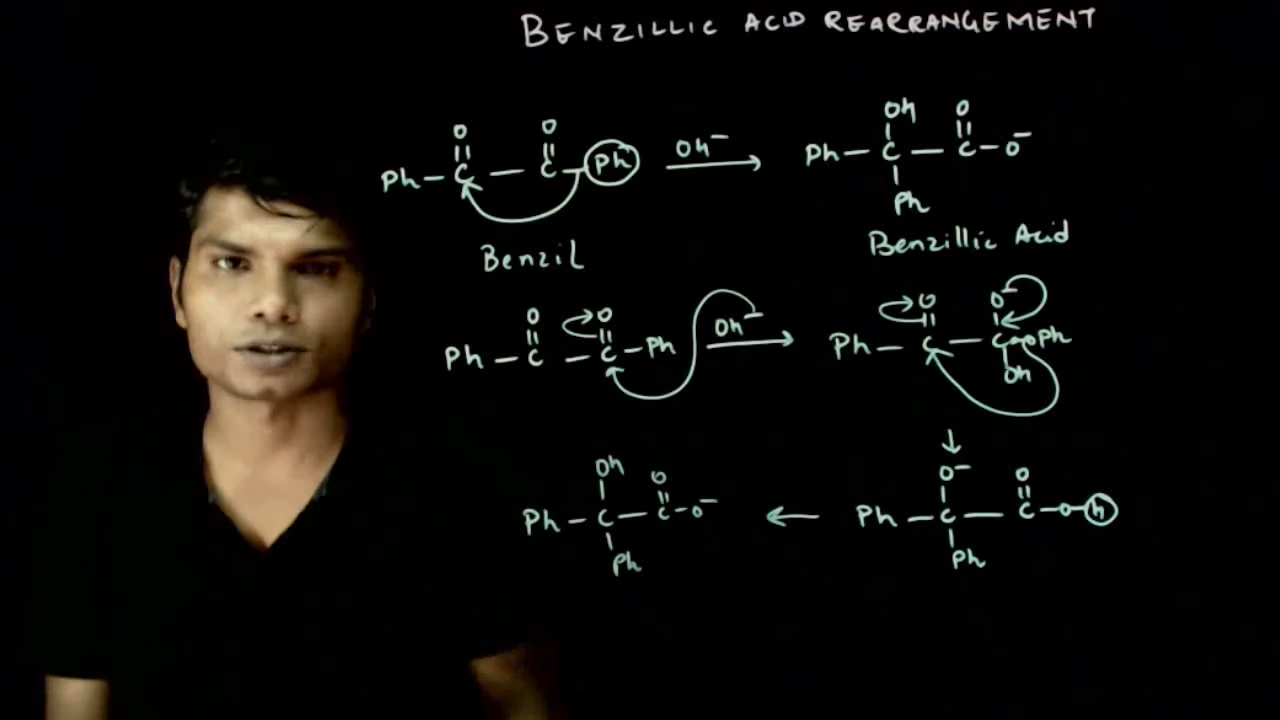 BENZILLIC ACID REARRANGEMENT
O O OH O
|| || | ||
Ph – C — C – Ph OH⁻ → Ph – C — C – O⁻
|
Ph
Benzil Benzillic Acid
O O O O⁻
|| || OH⁻ || |
Ph – C – C – Ph → Ph – C — C – Ph
|
OH
↓
OH O O⁻ O
| || | ||
Ph – C — C – O⁻ ← Ph – C — C – O – H
| |
Ph Ph